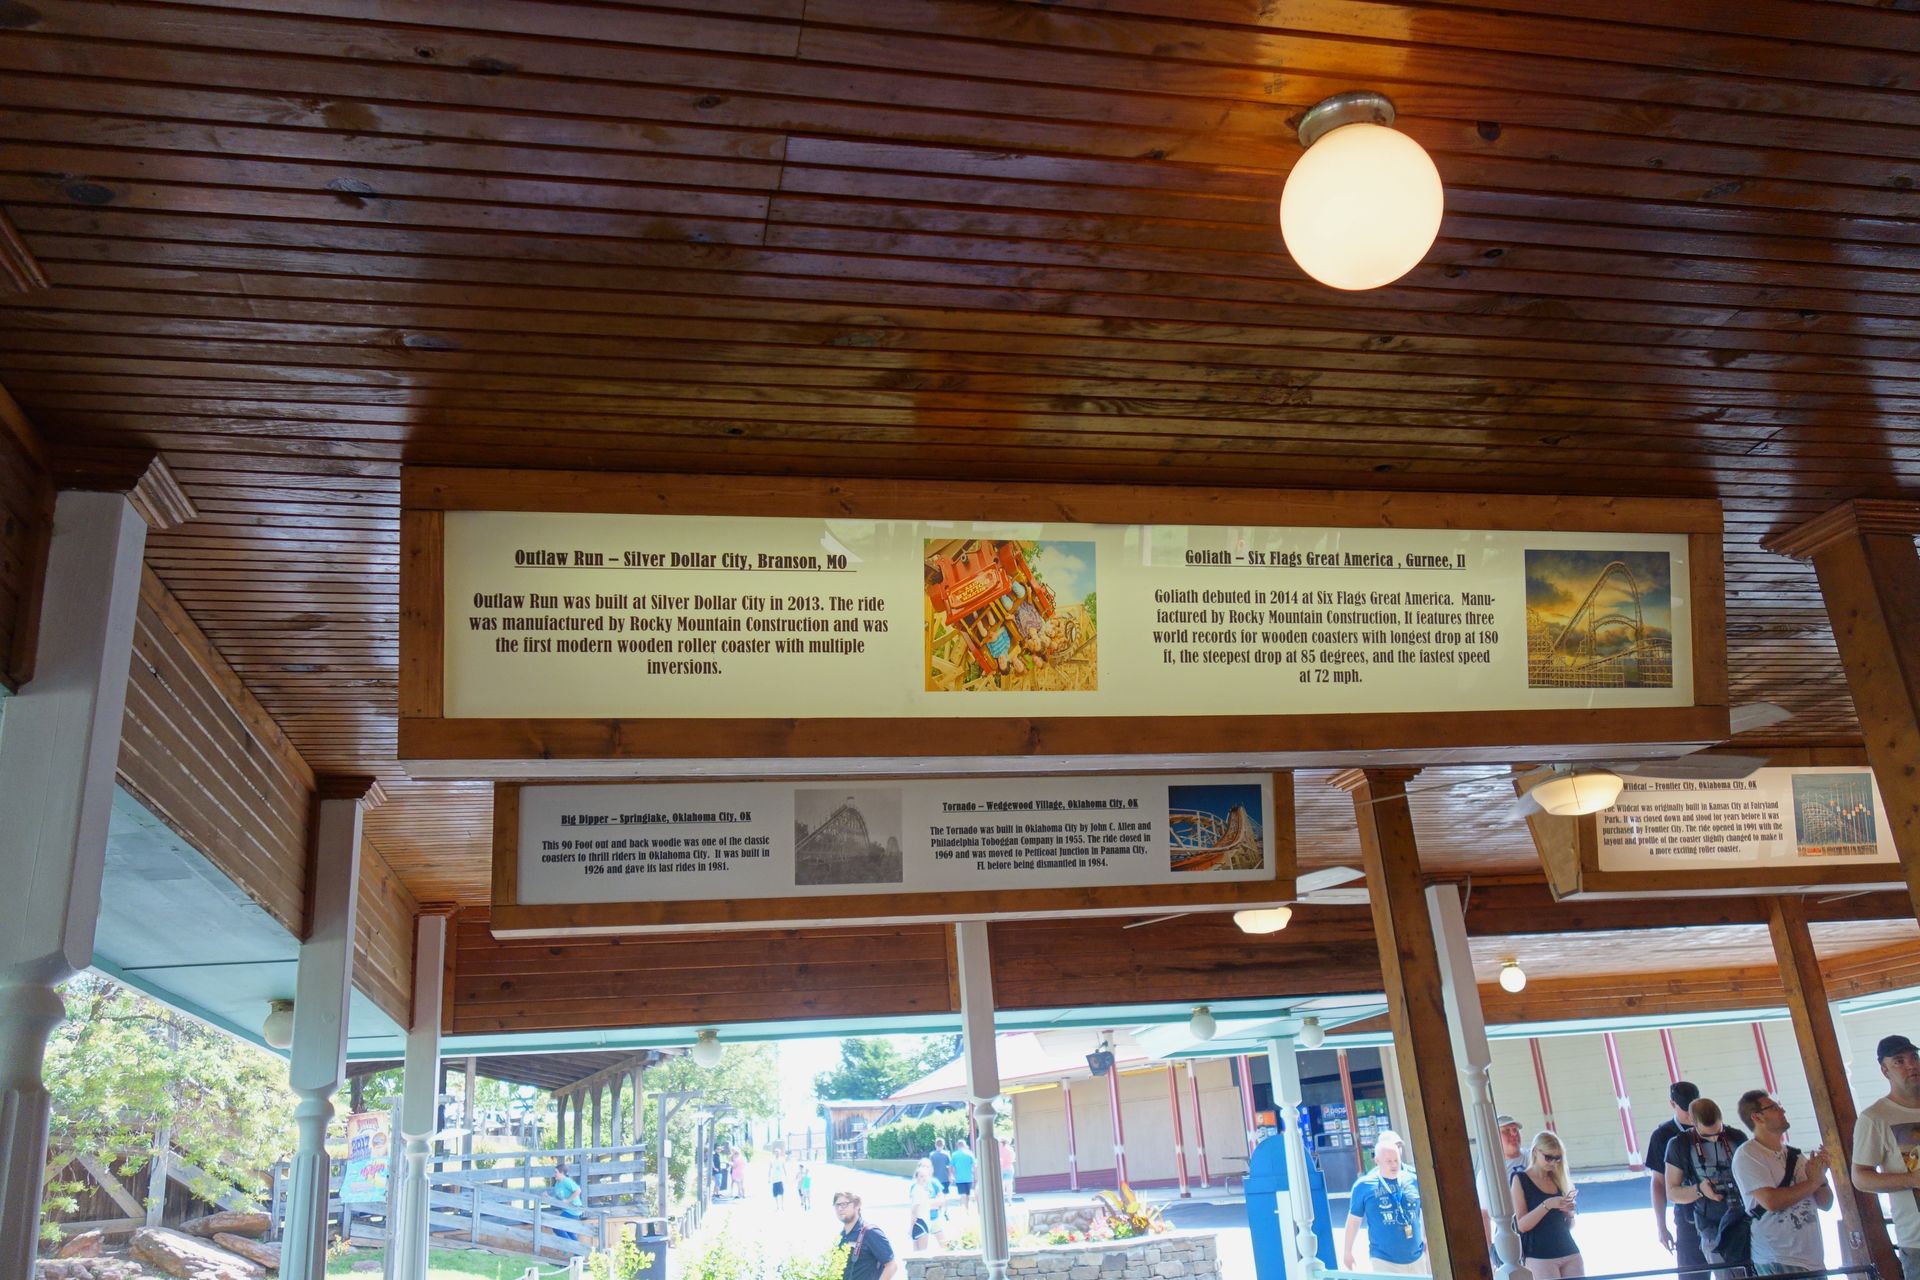 Outlaw Run – Silver Dollar City, Branson, MO
Outlaw Run was built at Silver Dollar City in 2013. The ride
was manufactured by Rocky Mountain Construction and was
the first modern wooden roller coaster with multiple
inversions.
Goliath – Six Flags Great America , Gurnee, Il
Goliath debuted in 2014 at Six Flags Great America. Manu-
factured by Rocky Mountain Construction, It features three
world records for wooden coasters with longest drop at 180
ft, the steepest drop at 85 degrees, and the fastest speed
at 72 mph.
Big Dipper – Springlake, Oklahoma City, OK
This 90 Foot out and back woodie was one of the classic
coasters to thrill riders in Oklahoma City. It was built in
1926 and gave its last rides in 1981.
Tornado – Wedgewood Village, Oklahoma City, OK
The Tornado was built in Oklahoma City by John C. Allen and
Philadelphia Toboggan Company in 1955. The ride closed in
1969 and was moved to Petticoat Junction in Panama City,
FL before being dismantled in 1984.
Wildcat – Frontier City, Oklahoma City, OK
The Wildcat was originally built in Kansas City at Fairyland
Park. It was closed down and stood for years before it was
purchased by Frontier City. The ride opened in 1991 with the
layout and profile of the coaster slightly changed to make it
a more exciting roller coaster.
pepsi